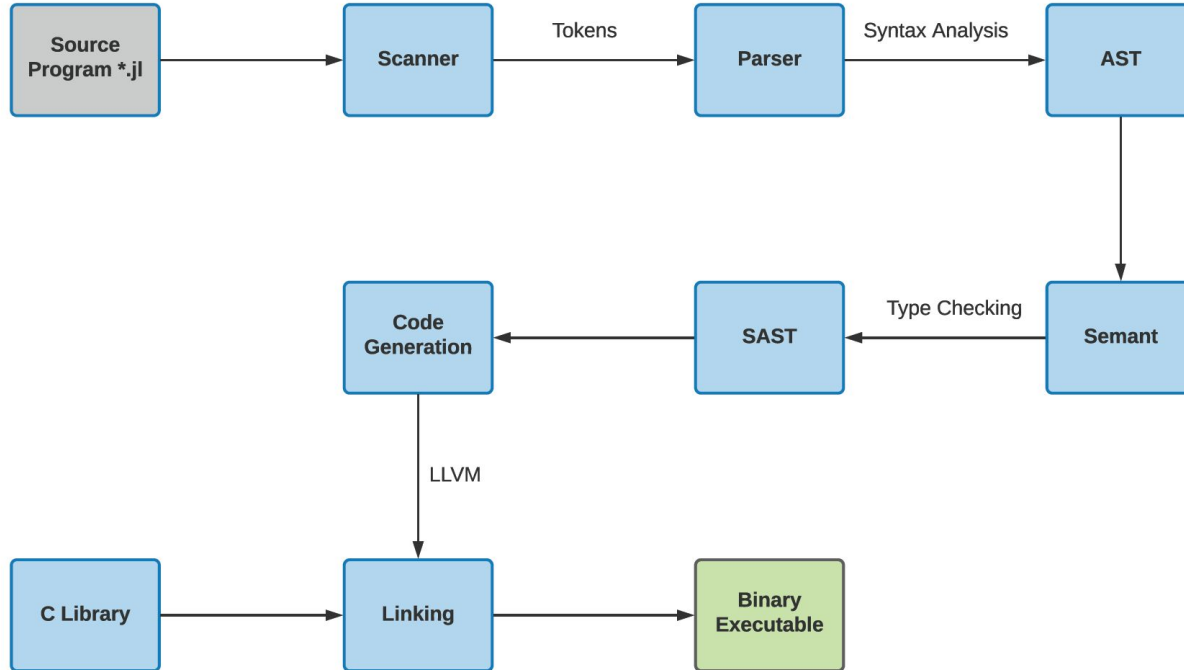 Source
Program *.jl
Scanner
Tokens
Parser
Syntax Analysis
AST
Code
Generation
SAST
Type Checking
Semant
LLVM
C Library
Linking
Binary
Executable